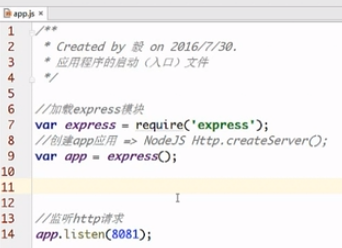 app.js ×
1 /**
2 * Created by 毅 on 2016/7/30.
3 * 应用程序的启动（入口）文件
4 */
5
6 //加载express模块
7 var express = require('express');
8 //创建app应用 => NodeJS Http.createServer();
9 var app = express();
10
11
12
13 //监听http请求
14 app.listen(8081);